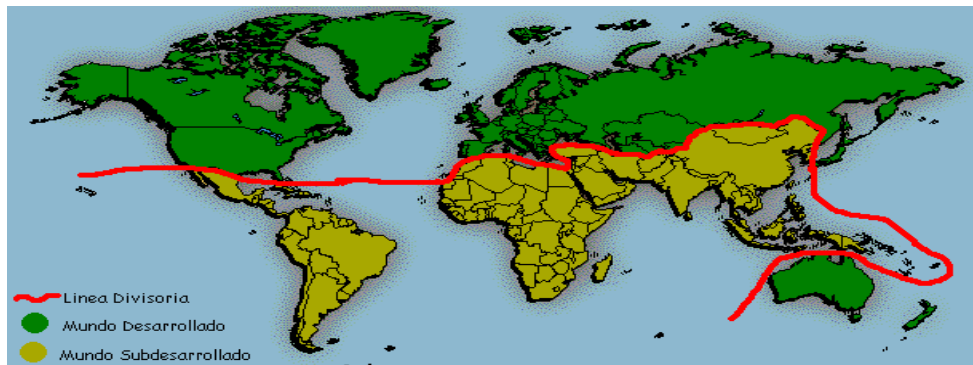 Linea Divisoria
Mundo Desarrollado
Mundo Subdesarrollado